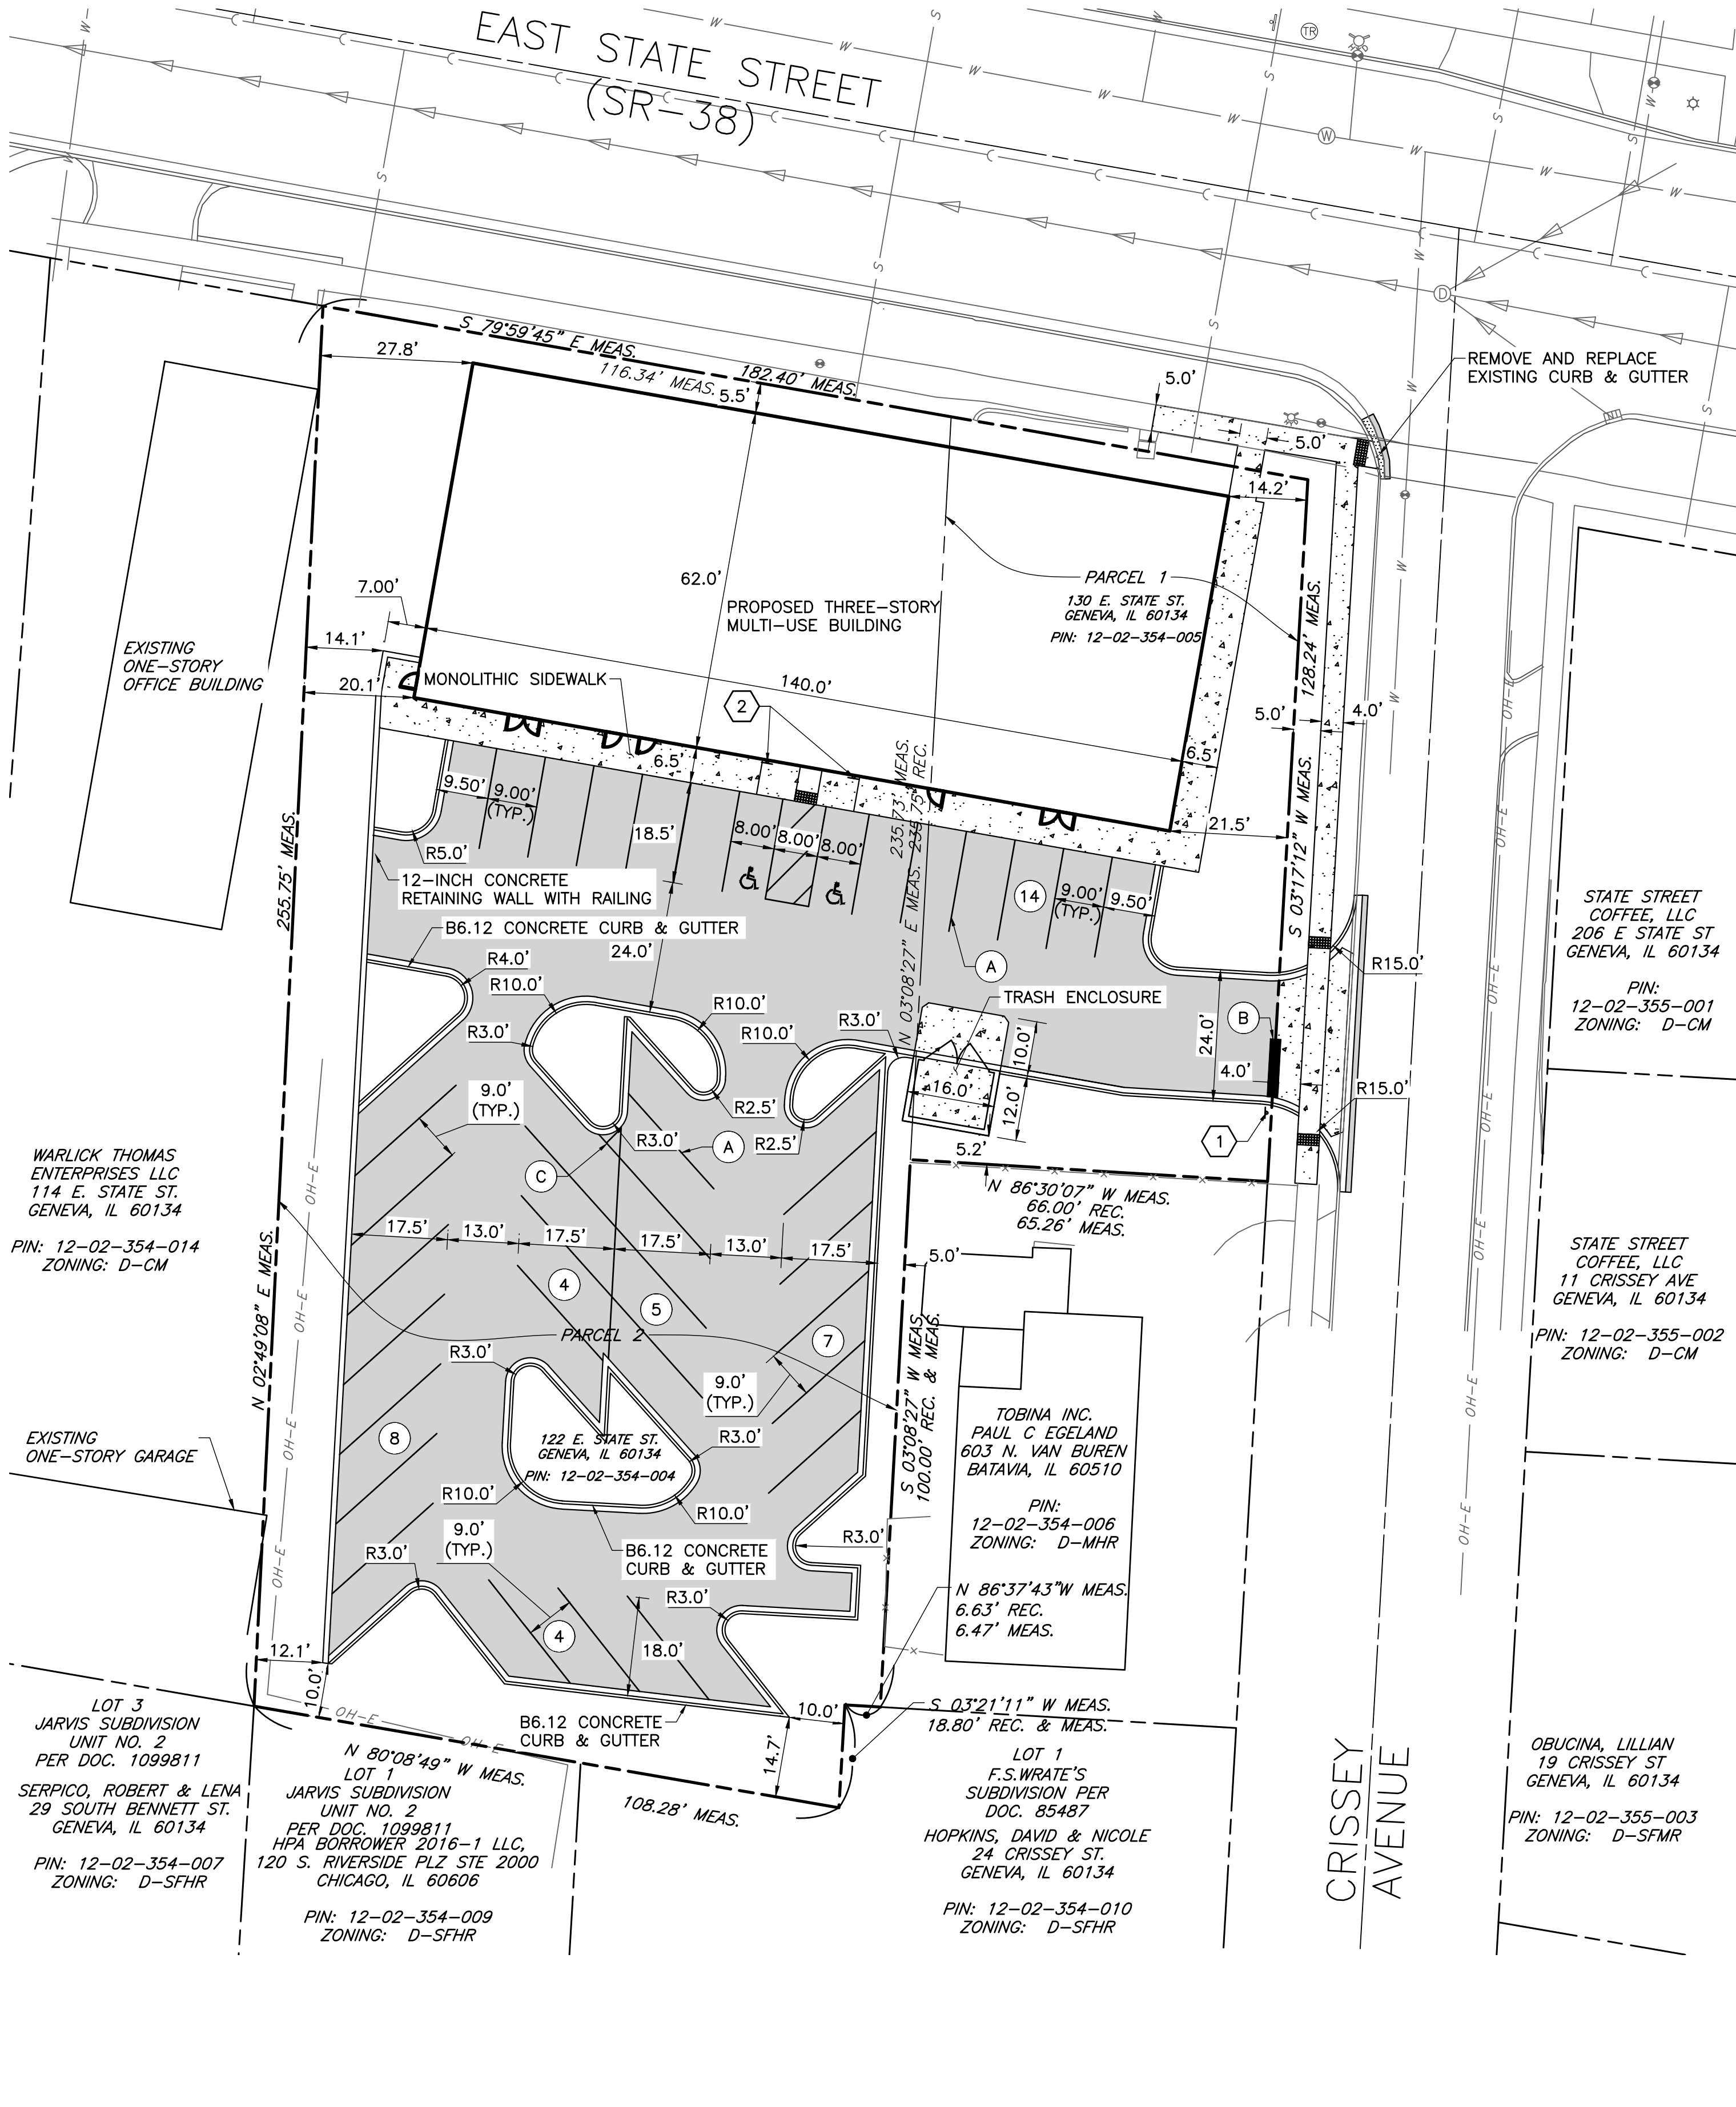 EAST STATE STREET
(SR-38)
TR
W
D
REMOVE AND REPLACE
EXISTING CURB & GUTTER
S 79°59'45" E MEAS.
182.40' MEAS.
116.34' MEAS.
27.8'
5.5'
5.0'
5.0'
14.2'
62.0'
7.00'
14.1'
20.1'
PROPOSED THREE-STORY
MULTI-USE BUILDING
PARCEL 1
130 E. STATE ST.
GENEVA, IL 60134
PIN: 12-02-354-005
128.24' MEAS.
S 03°17'12" W MEAS.
EXISTING
ONE-STORY
OFFICE BUILDING
MONOLITHIC SIDEWALK
2
140.0'
5.0'
4.0'
6.5'
6.5'
21.5'
9.50'
9.00'
(TYP.)
18.5'
8.00'
8.00'
8.00'
235.73' MEAS.
235.75' REC.
N 03°08'27" E MEAS.
R5.0'
12-INCH CONCRETE
RETAINING WALL WITH RAILING
14
9.00'
(TYP.)
9.50'
255.75' MEAS.
N 02°49'08" E MEAS.
B6.12 CONCRETE CURB & GUTTER
24.0'
R4.0'
R10.0'
R10.0'
R3.0'
R10.0'
R3.0'
A
TRASH ENCLOSURE
B
R15.0'
24.0'
10.0'
4.0'
16.0'
12.0'
R15.0'
1
5.2'
STATE STREET
COFFEE, LLC
206 E STATE ST
GENEVA, IL 60134
PIN:
12-02-355-001
ZONING: D-CM
9.0'
(TYP.)
R2.5'
R3.0'
R2.5'
A
C
N 86°30'07" W MEAS.
66.00' REC.
65.26' MEAS.
WARLICK THOMAS
ENTERPRISES LLC
114 E. STATE ST.
GENEVA, IL 60134
PIN: 12-02-354-014
ZONING: D-CM
17.5'
13.0'
17.5'
17.5'
13.0'
17.5'
5.0'
4
5
7
PARCEL 2
STATE STREET
COFFEE, LLC
11 CRISSEY AVE
GENEVA, IL 60134
PIN: 12-02-355-002
ZONING: D-CM
R3.0'
9.0'
(TYP.)
S 03°08'27" W MEAS.
100.00' REC. & MEAS.
8
122 E. STATE ST.
GENEVA, IL 60134
PIN: 12-02-354-004
R3.0'
TOBINA INC.
PAUL C EGELAND
603 N. VAN BUREN
BATAVIA, IL 60510
PIN:
12-02-354-006
ZONING: D-MHR
EXISTING
ONE-STORY GARAGE
R10.0'
R10.0'
9.0'
(TYP.)
R3.0'
B6.12 CONCRETE
CURB & GUTTER
R3.0'
R3.0'
N 86°37'43"W MEAS.
6.63' REC.
6.47' MEAS.
4
18.0'
12.1'
10.0'
10.0'
14.7'
S 03°21'11" W MEAS.
18.80' REC. & MEAS.
B6.12 CONCRETE
CURB & GUTTER
OH-E
OH-E
N 80°08'49" W MEAS.
108.28' MEAS.
LOT 3
JARVIS SUBDIVISION
UNIT NO. 2
PER DOC. 1099811
SERPICO, ROBERT & LENA
29 SOUTH BENNETT ST.
GENEVA, IL 60134
PIN: 12-02-354-007
ZONING: D-SFHR
LOT 1
JARVIS SUBDIVISION
UNIT NO. 2
PER DOC. 1099811
HPA BORROWER 2016-1 LLC,
120 S. RIVERSIDE PLZ STE 2000
CHICAGO, IL 60606
PIN: 12-02-354-009
ZONING: D-SFHR
LOT 1
F.S.WRATE'S
SUBDIVISION PER
DOC. 85487
HOPKINS, DAVID & NICOLE
24 CRISSEY ST.
GENEVA, IL 60134
PIN: 12-02-354-010
ZONING: D-SFHR
CRISSEY
AVENUE
OBUCINA, LILLIAN
19 CRISSEY ST
GENEVA, IL 60134
PIN: 12-02-355-003
ZONING: D-SFMR